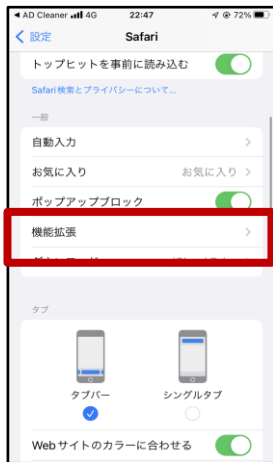 ◀ AD Cleaner 4G 22:47 72%
設定 Safari
トップヒットを事前に読み込む
Safari検索とプライバシーについて...
一般
自動入力
お気に入り お気に入り
ポップアップブロック
機能拡張
タブ
タブバー シングルタブ
Webサイトのカラーに合わせる